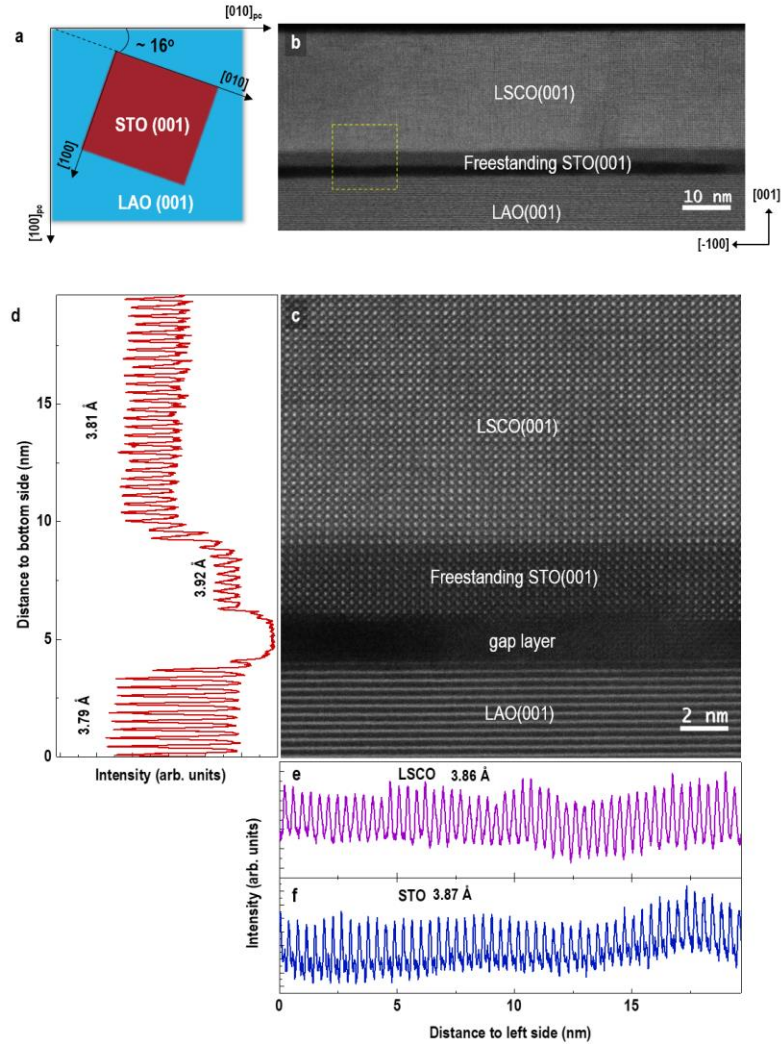 a
[010]pc
~ 16º
[010]
STO (001)
[100]
LAO (001)
[100]pc
b
LSCO(001)
Freestanding STO(001)
LAO(001)
10 nm
[001]
[-100]
d
Distance to bottom side (nm)
15
10
5
0
3.81 Å
3.92 Å
3.79 Å
Intensity (arb. units)
c
LSCO(001)
Freestanding STO(001)
gap layer
LAO(001)
2 nm
e
LSCO 3.86 Å
Intensity (arb. units)
f
STO 3.87 Å
0 5 10 15
Distance to left side (nm)